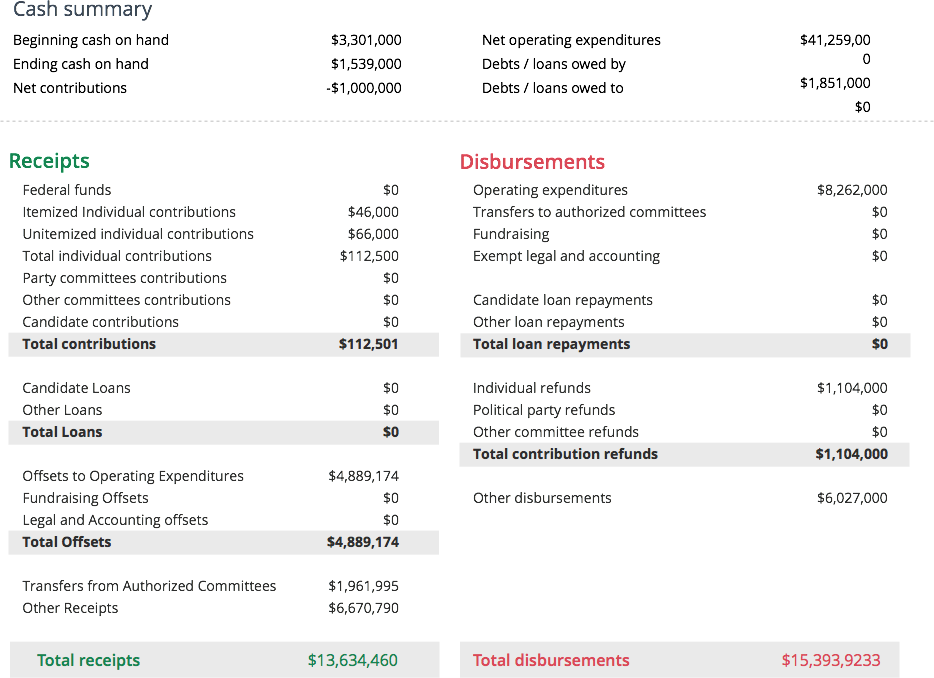 Cash summary
Beginning cash on hand $3,301,000
Ending cash on hand $1,539,000
Net contributions -$1,000,000
Net operating expenditures $41,259,00
0
Debts / loans owed by $1,851,000
Debts / loans owed to $0
Receipts
Federal funds $0
Itemized Individual contributions $46,000
Unitemized individual contributions $66,000
Total individual contributions $112,500
Party committees contributions $0
Other committees contributions $0
Candidate contributions $0
Total contributions $112,501
Candidate Loans $0
Other Loans $0
Total Loans $0
Offsets to Operating Expenditures $4,889,174
Fundraising Offsets $0
Legal and Accounting offsets $0
Total Offsets $4,889,174
Transfers from Authorized Committees $1,961,995
Other Receipts $6,670,790
Total receipts $13,634,460
Disbursements
Operating expenditures $8,262,000
Transfers to authorized committees $0
Fundraising $0
Exempt legal and accounting $0
Candidate loan repayments $0
Other loan repayments $0
Total loan repayments $0
Individual refunds $1,104,000
Political party refunds $0
Other committee refunds $0
Total contribution refunds $1,104,000
Other disbursements $6,027,000
Total disbursements $15,393,9233